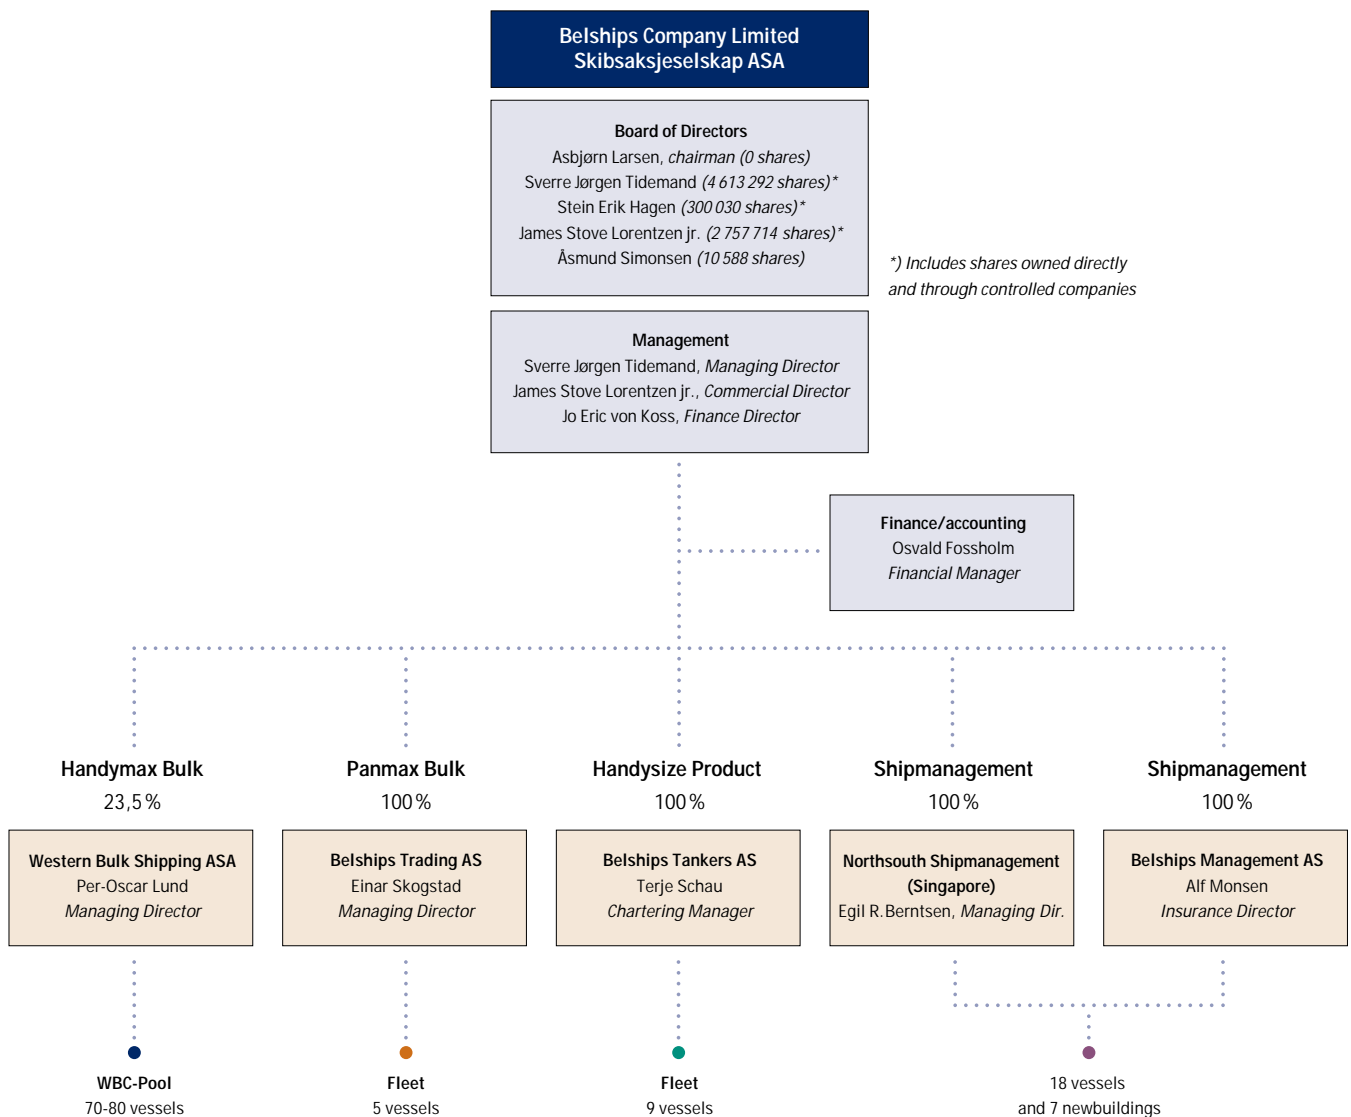 Belships Company Limited
Skibsaksjeselskap ASA
Board of Directors
Asbjørn Larsen, chairman (0 shares)
Sverre Jørgen Tidemand (4 613 292 shares)*
Stein Erik Hagen (300 030 shares)*
James Stove Lorentzen jr. (2 757 714 shares)*
Åsmund Simonsen (10 588 shares)
*) Includes shares owned directly
and through controlled companies
Management
Sverre Jørgen Tidemand, Managing Director
James Stove Lorentzen jr., Commercial Director
Jo Eric von Koss, Finance Director
Finance/accounting
Osvald Fossholm
Financial Manager
Handymax Bulk
23,5 %
Western Bulk Shipping ASA
Per-Oscar Lund
Managing Director
WBC-Pool
70-80 vessels
Panmax Bulk
100 %
Belships Trading AS
Einar Skogstad
Managing Director
Fleet
5 vessels
Handysize Product
100 %
Belships Tankers AS
Terje Schau
Chartering Manager
Fleet
9 vessels
Shipmanagement
100 %
Northsouth Shipmanagement
(Singapore)
Egil R.Berntsen, Managing Dir.
Shipmanagement
100 %
Belships Management AS
Alf Monsen
Insurance Director
18 vessels
and 7 newbuildings